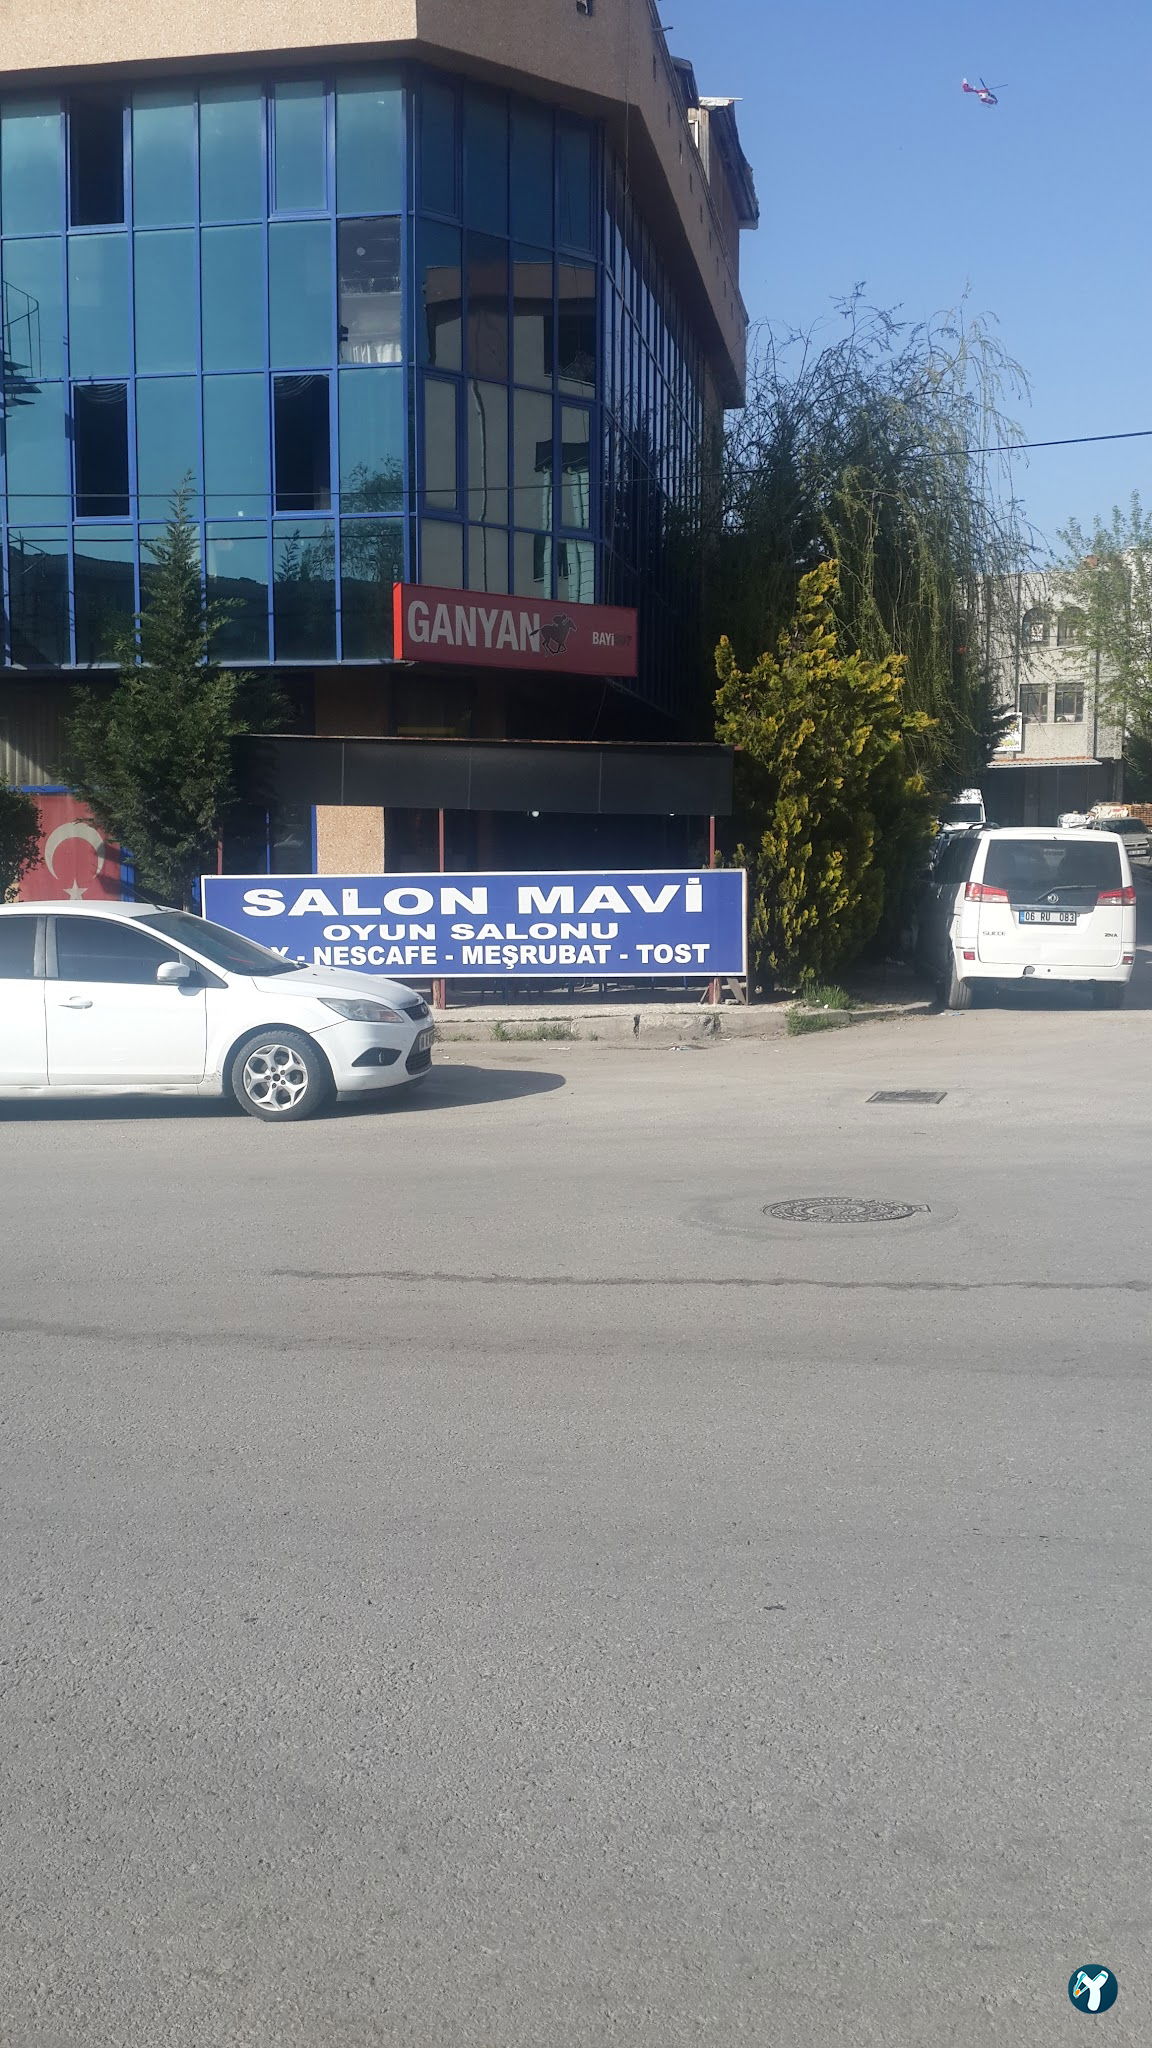 GANYAN BAYİ
SALON MAVİ
OYUN SALONU
- NESCAFE - MEŞRUBAT - TOST
06 RU 083